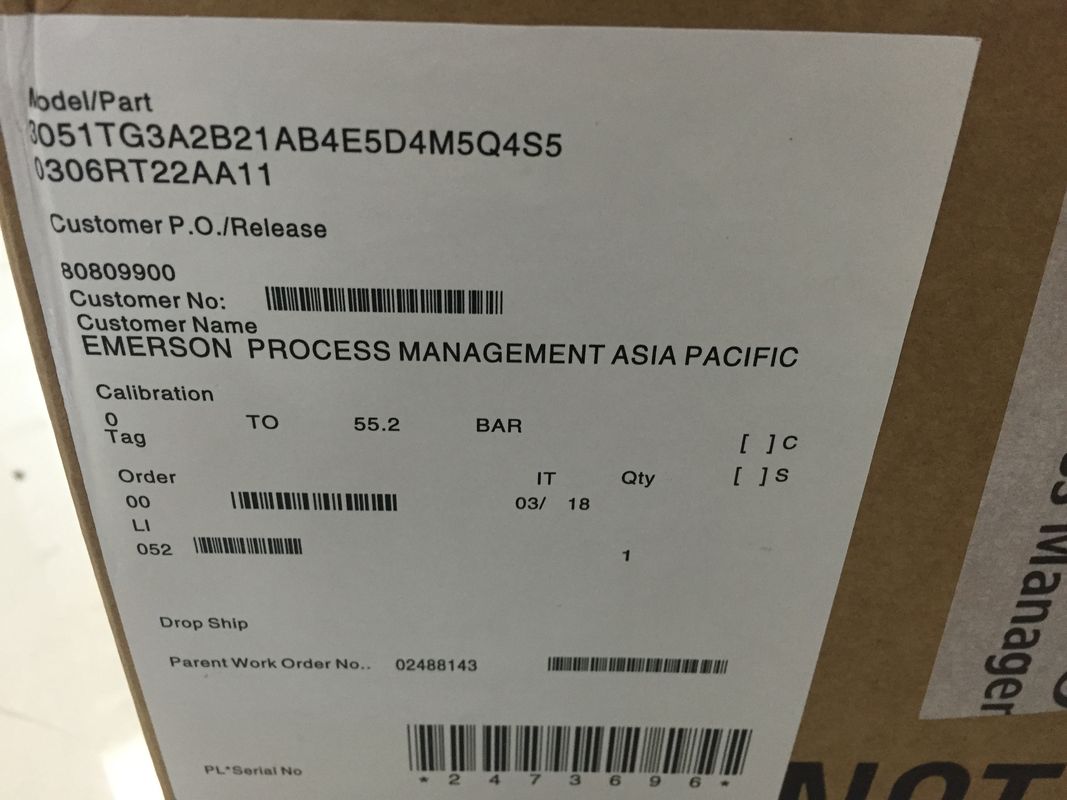 Model/Part
3051TG3A2B21AB4E5D4M5Q4S5
0306RT22AA11
Customer P.O./Release
80809900
Customer No:
Customer Name
EMERSON PROCESS MANAGEMENT ASIA PACIFIC
Calibration
0 TO 55.2 BAR
Tag [ ] C
Order IT Qty [ ] S
00 03/ 18
LI
052 1
Drop Ship
Parent Work Order No.. 02488143
PL*Serial No
*2473696*
Manager
NOT